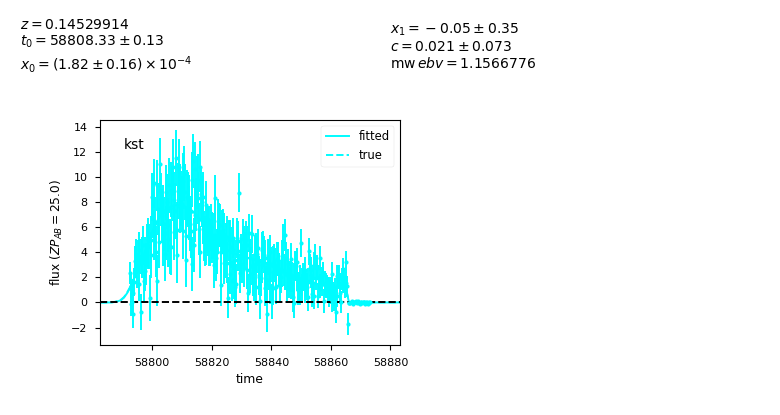 z = 0.14529914
t₀ = 58808.33 ± 0.13
x₀ = (1.82 ± 0.16) × 10⁻⁴
x₁ = −0.05 ± 0.35
c = 0.021 ± 0.073
mw ebv = 1.1566776
14
12
10
8
6
4
2
0
−2
flux (ZP_AB = 25.0)
kst
fitted
true
58800 58820 58840 58860 58880
time